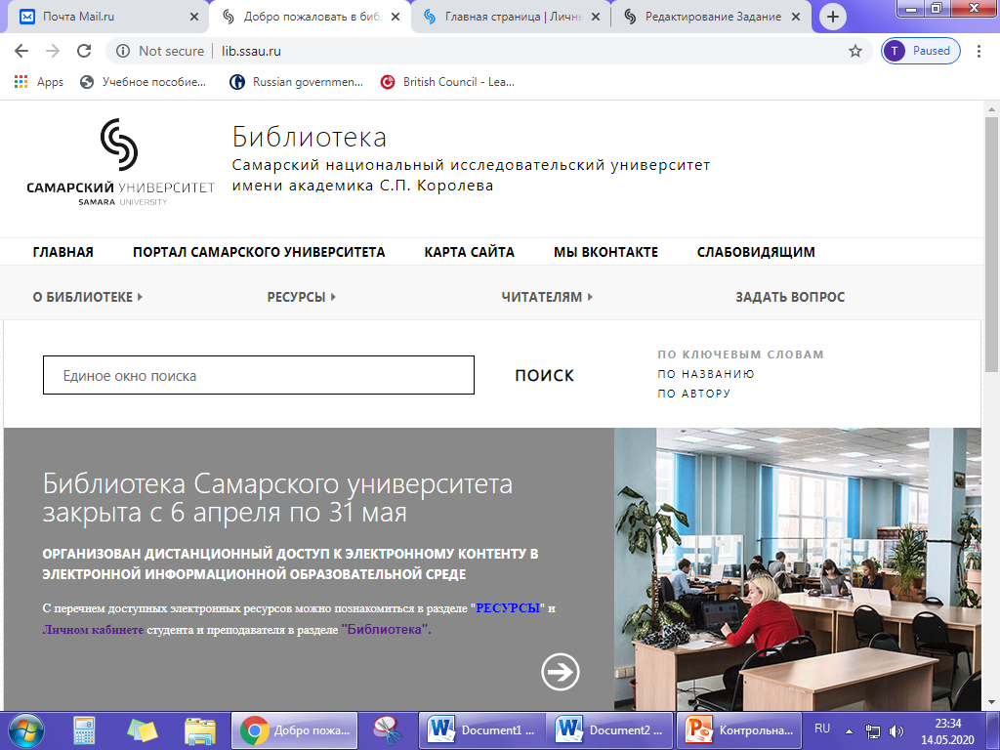 Почта Mail.ru
Добро пожаловать в биб
Главная страница | Личн
Редактирование Задание
Not secure | lib.ssau.ru
T Paused
Apps
Учебное пособие...
Russian governmen...
British Council - Lea...
САМАРСКИЙ УНИВЕРСИТЕТ
SAMARA UNIVERSITY
Библиотека
Самарский национальный исследовательский университет
имени академика С.П. Королева
ГЛАВНАЯ ПОРТАЛ САМАРСКОГО УНИВЕРСИТЕТА КАРТА САЙТА МЫ ВКОНТАКТЕ СЛАБОВИДЯЩИМ
О БИБЛИОТЕКЕ РЕСУРСЫ ЧИТАТЕЛЯМ ЗАДАТЬ ВОПРОС
Единое окно поиска
ПОИСК
ПО КЛЮЧЕВЫМ СЛОВАМ
ПО НАЗВАНИЮ
ПО АВТОРУ
Библиотека Самарского университета
закрыта с 6 апреля по 31 мая
ОРГАНИЗОВАН ДИСТАНЦИОННЫЙ ДОСТУП К ЭЛЕКТРОННОМУ КОНТЕНТУ В
ЭЛЕКТРОННОЙ ИНФОРМАЦИОННОЙ ОБРАЗОВАТЕЛЬНОЙ СРЕДЕ
С перечнем доступных электронных ресурсов можно познакомиться в разделе "РЕСУРСЫ" и
Личном кабинете студента и преподавателя в разделе "Библиотека".
Добро пожа...
Document1 ...
Document2 ...
Контрольна...
RU
23:34
14.05.2020